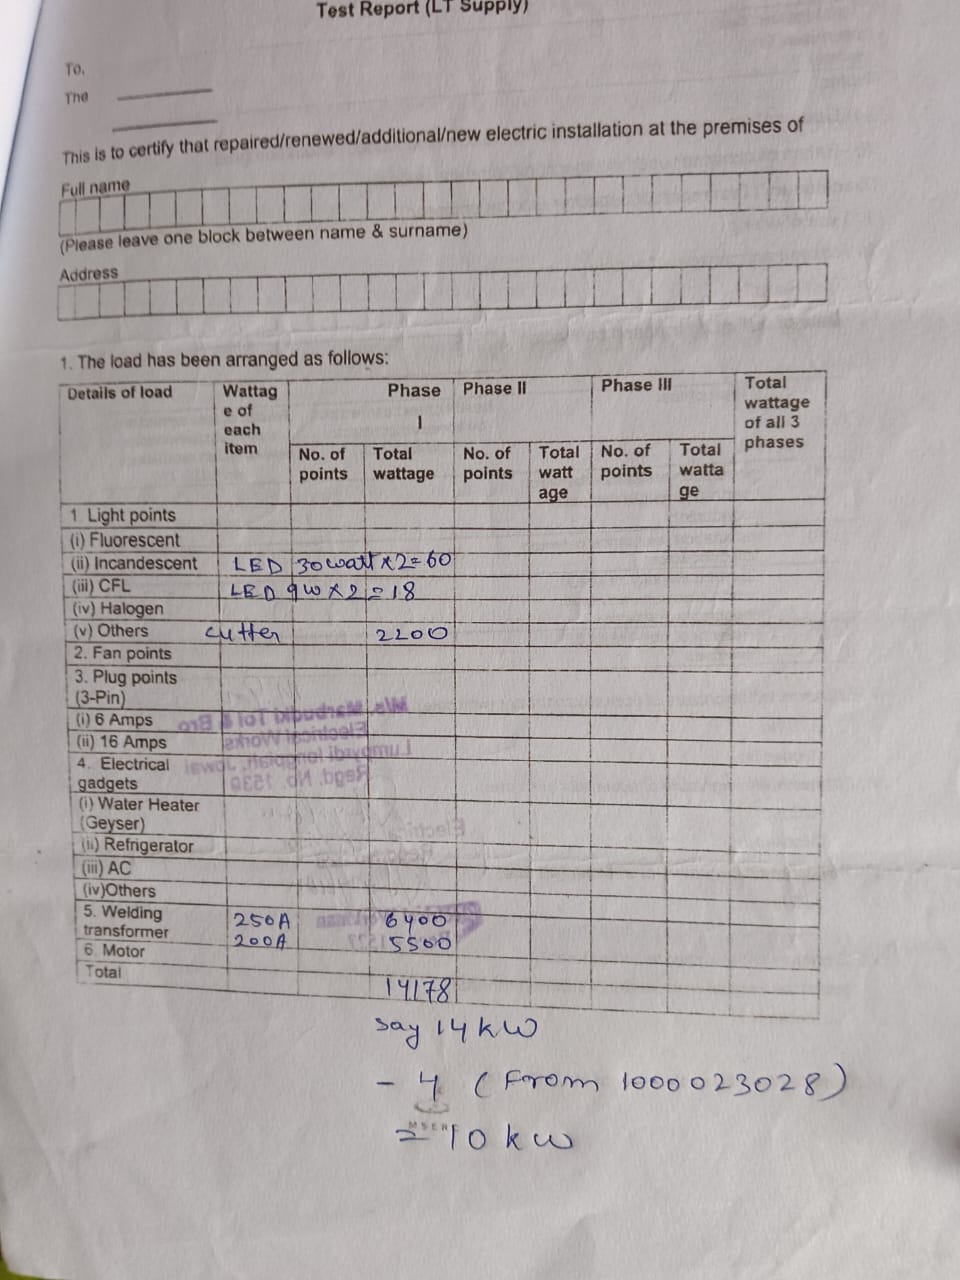 Test Report (LT Supply)
To,
The
This is to certify that repaired/renewed/additional/new electric installation at the premises of
Full name
(Please leave one block between name & surname)
Address
1. The load has been arranged as follows:
Details of load Wattag e of each item Phase I Phase II Phase III Total wattage of all 3 phases
No. of points Total wattage No. of points Total watt age No. of points Total watta ge
1 Light points
(i) Fluorescent
(ii) Incandescent LED 30 watt x 2 = 60
(iii) CFL LED 9 W x 2 = 18
(iv) Halogen
(v) Others cutter 2200
2. Fan points
3. Plug points
(3-Pin)
(i) 6 Amps
(ii) 16 Amps
4. Electrical
gadgets
(i) Water Heater
(Geyser)
(ii) Refrigerator
(iii) AC
(iv)Others
5. Welding transformer 250A 6400
200A 5500
6. Motor
Total 14178
say 14 kW
- 4 (From 1000023028)
= 10 kw